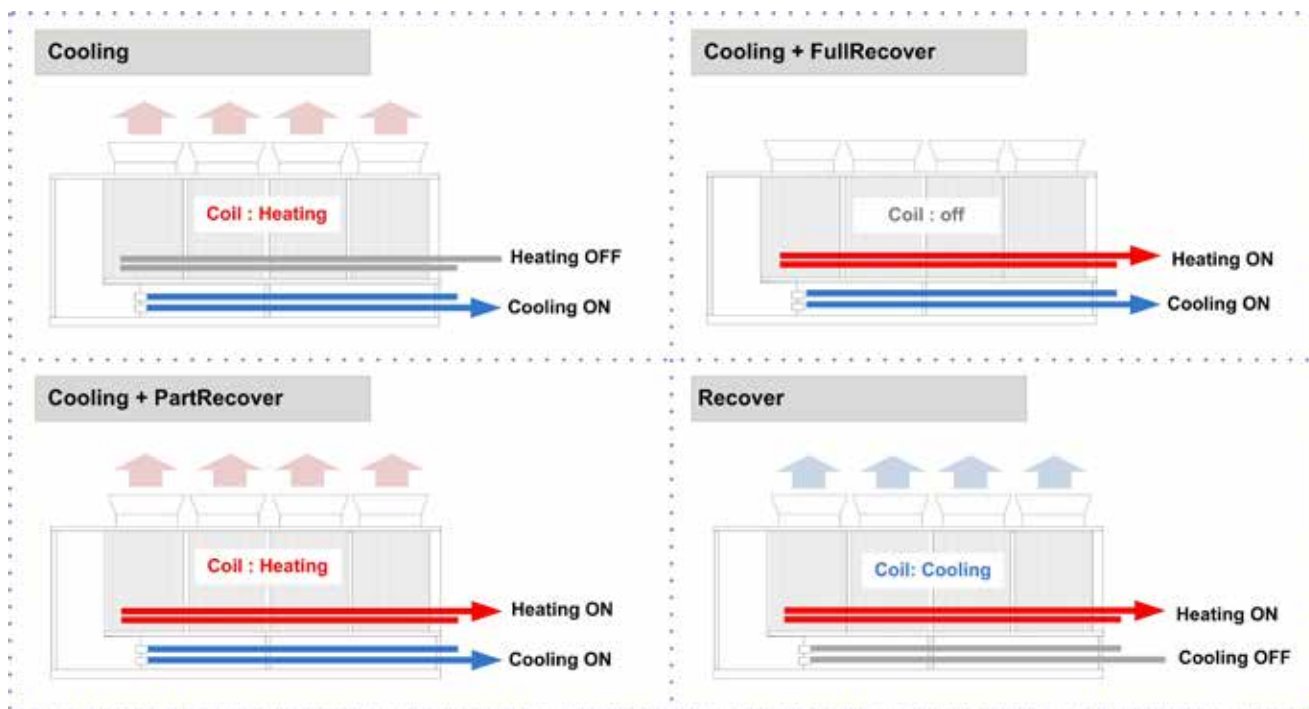 Cooling
Coil : Heating
Heating OFF
Cooling ON
Cooling + FullRecover
Coil : off
Heating ON
Cooling ON
Cooling + PartRecover
Coil : Heating
Heating ON
Cooling ON
Recover
Coil: Cooling
Heating ON
Cooling OFF